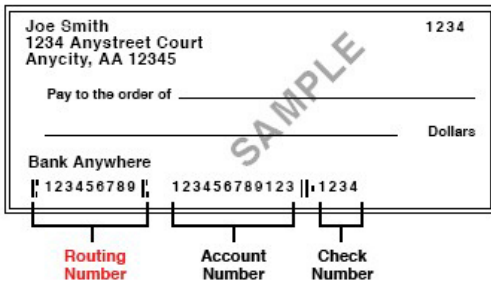 Joe Smith 1234
1234 Anystreet Court
Anycity, AA 12345
SAMPLE
Pay to the order of
Dollars
Bank Anywhere
⑆123456789⑆ 123456789123⑈1234
Routing Number
Account Number
Check Number